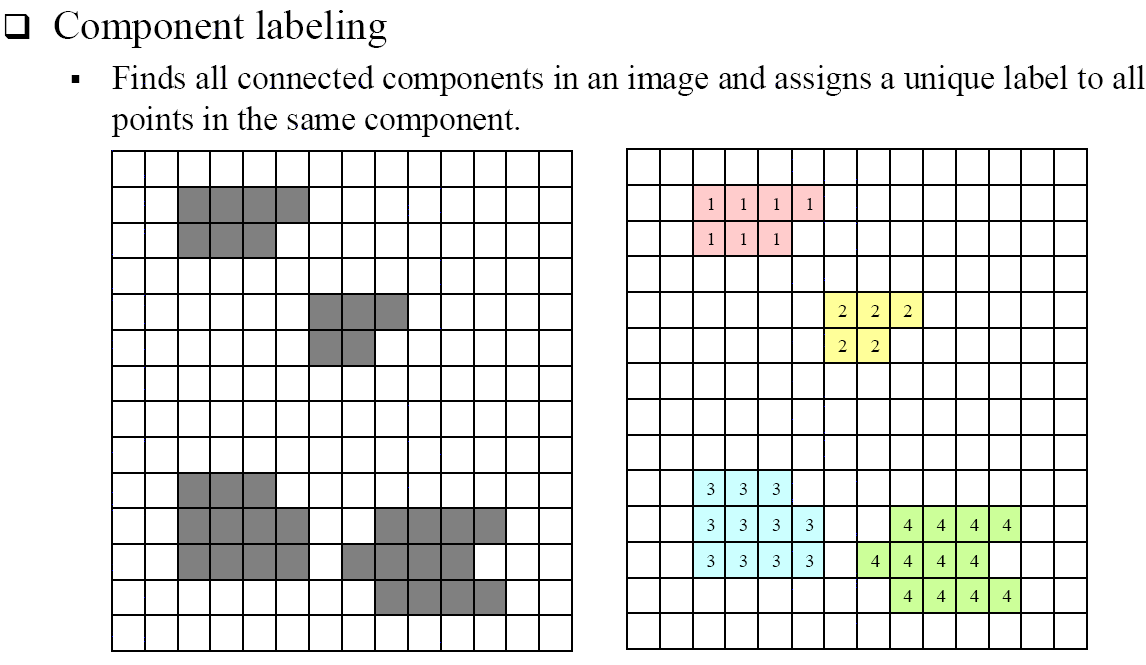 Component labeling
Finds all connected components in an image and assigns a unique label to all
points in the same component.
1 1 1 1
1 1 1
2 2 2
2 2
3 3 3
3 3 3 3 4 4 4 4
3 3 3 3 4 4 4 4
4 4 4 4